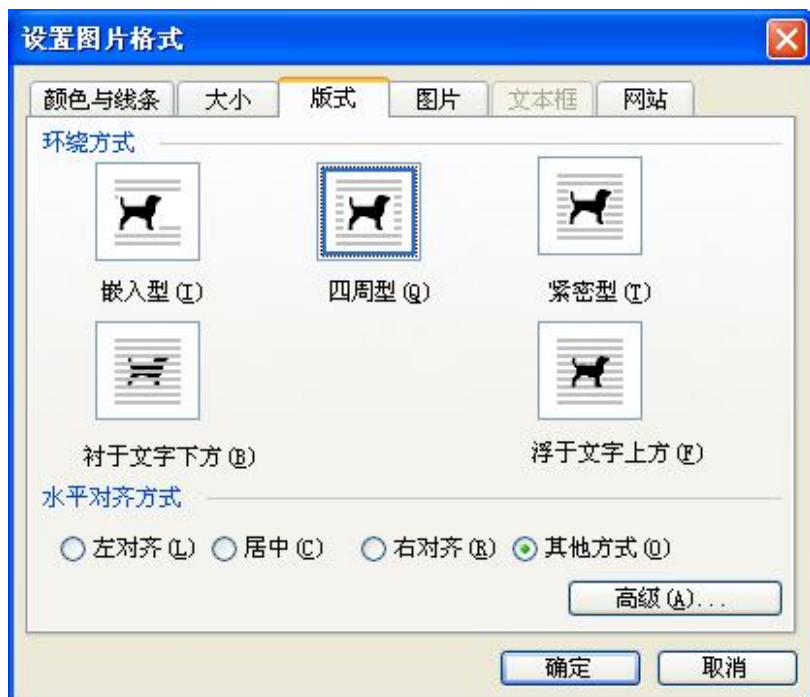 设置图片格式
颜色与线条 大小 版式 图片 文本框 网站
环绕方式
嵌入型(I) 四周型(Q) 紧密型(T)
衬于文字下方(B) 浮于文字上方(F)
水平对齐方式
左对齐(L) 居中(C) 右对齐(R) 其他方式(O)
高级(A)...
确定 取消